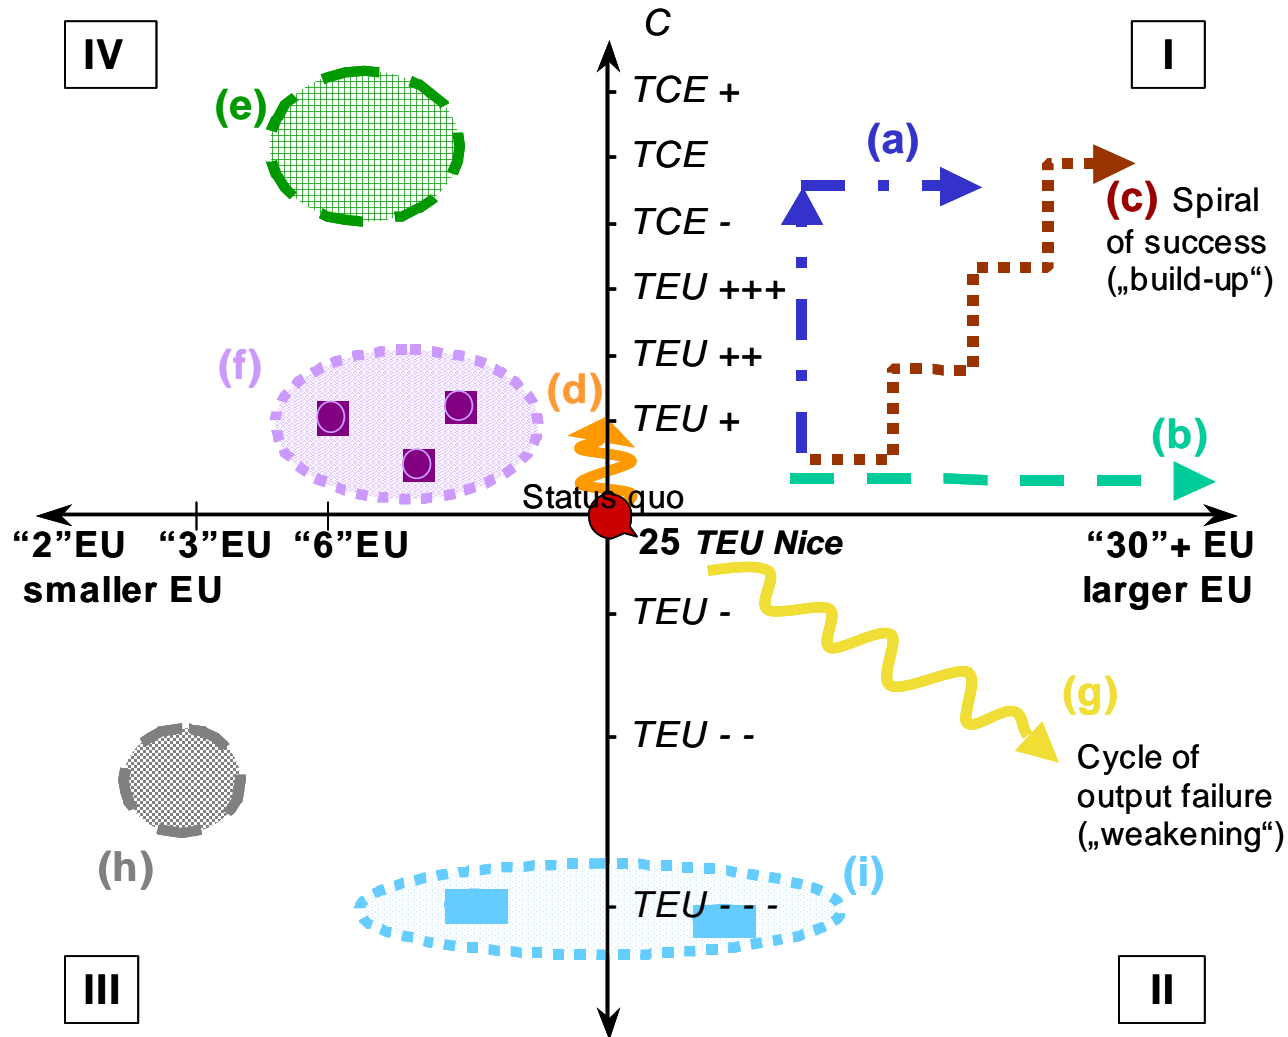 C
IV
I
TCE +
(e)
(a)
TCE
(c) Spiral
of success
(„build-up“)
TCE -
TEU +++
TEU ++
(f)
(d)
TEU +
(b)
Status quo
“2”EU “3”EU “6”EU
25 TEU Nice
“30”+ EU
smaller EU
larger EU
TEU -
(g)
TEU - -
Cycle of
output failure
(„weakening“)
(h)
(i)
TEU - - -
III
II